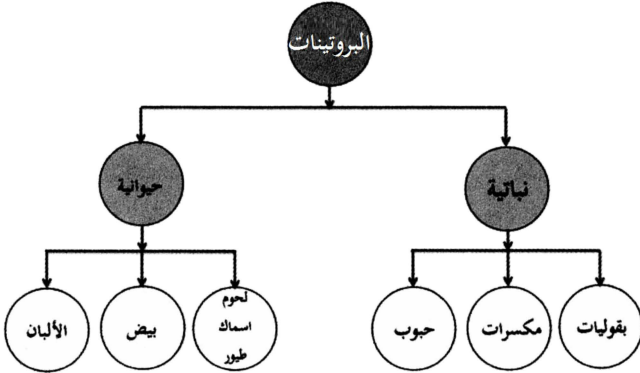 البروتينات
نباتية
حيوانية
بقوليات
مكسرات
حبوب
لحوم
اسماك
طيور
بيض
الألبان